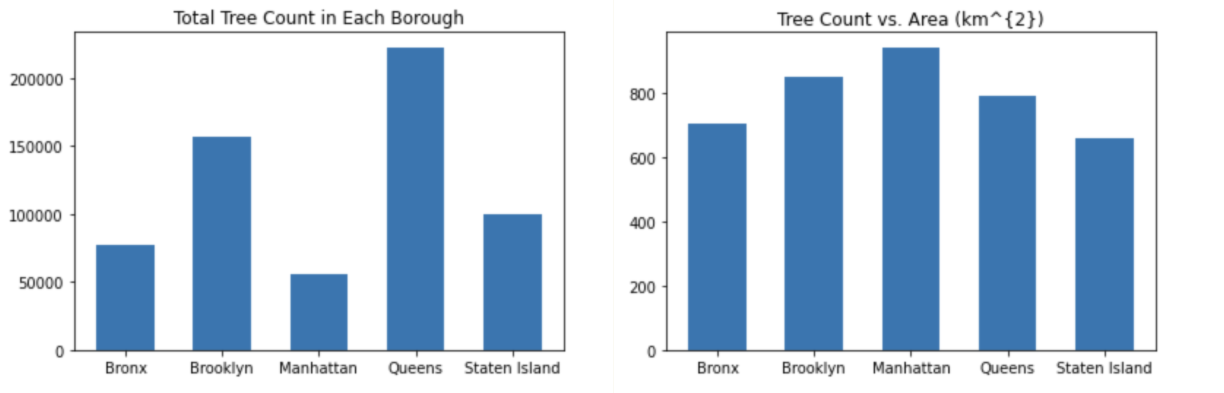 Total Tree Count in Each Borough
200000
150000
100000
50000
0
Bronx Brooklyn Manhattan Queens Staten Island
Tree Count vs. Area (km^{2})
800
600
400
200
0
Bronx Brooklyn Manhattan Queens Staten Island